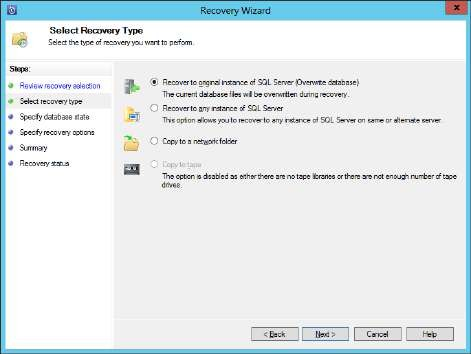 Recovery Wizard
x
Select Recovery Type
Select the type of recovery you want to perform.
Steps:
Review recovery selection
Select recovery type
Specify database state
Specify recovery options
Summary
Recovery status
Recover to original instance of SQL Server (Overwrite database)
The current database files will be overwritten during recovery.
Recover to any instance of SQL Server
This option allows you to recover to any instance of SQL Server on same or alternate server.
Copy to a network folder
Copy to tape
The option is disabled as either there are no tape libraries or there are not enough number of tape
drives.
< Back
Next >
Cancel
Help